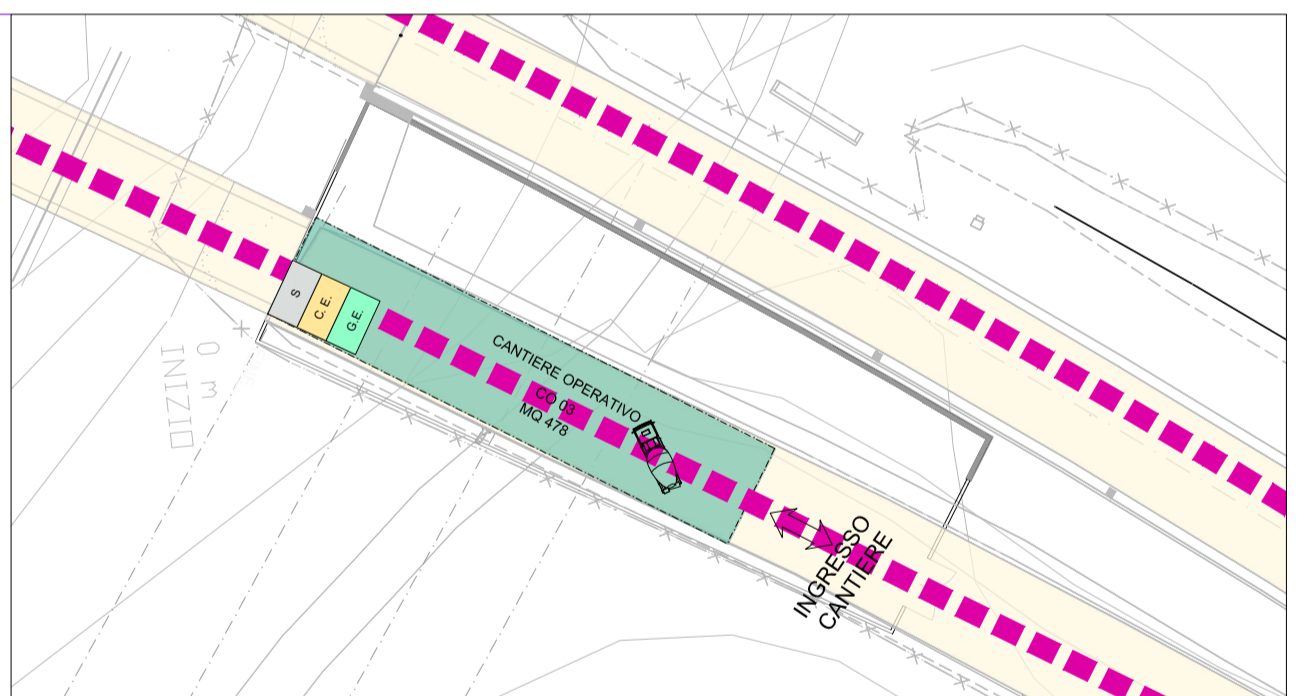 S
C. E.
G.E.
CANTIERE OPERATIVO
CO 03
MQ 478
INGRESSO
CANTIERE
0 m
INIZIO